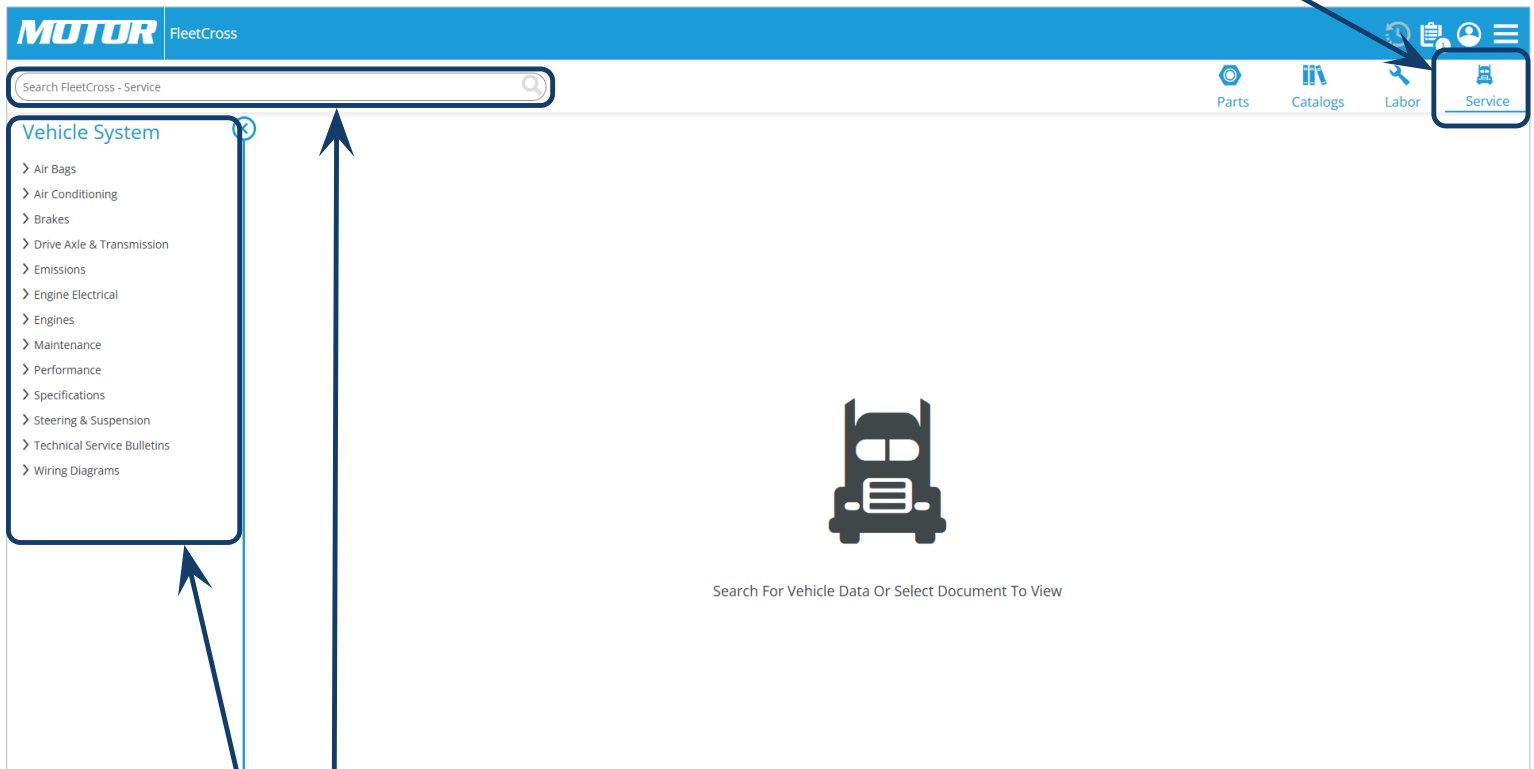 MOTOR FleetCross
Search FleetCross - Service
Parts Catalogs Labor Service
Vehicle System
Air Bags
Air Conditioning
Brakes
Drive Axle & Transmission
Emissions
Engine Electrical
Engines
Maintenance
Performance
Specifications
Steering & Suspension
Technical Service Bulletins
Wiring Diagrams
Search For Vehicle Data Or Select Document To View